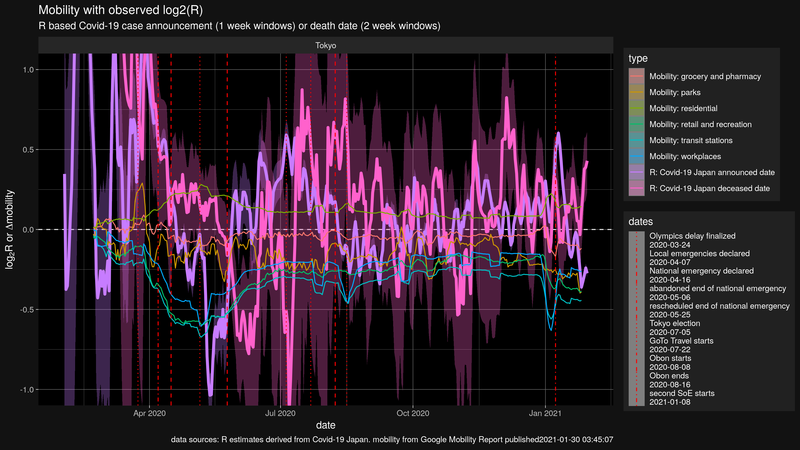 Mobility with observed log2(R)
R based Covid-19 case announcement (1 week windows) or death date (2 week windows)
Tokyo
1.0
0.5
0.0
-0.5
-1.0
log2R or Δmobility
Apr 2020
Jul 2020
Oct 2020
Jan 2021
date
type
Mobility: grocery and pharmacy
Mobility: parks
Mobility: residential
Mobility: retail and recreation
Mobility: transit stations
Mobility: workplaces
R: Covid-19 Japan announced date
R: Covid-19 Japan deceased date
dates
Olympics delay finalized
2020-03-24
Local emergencies declared
2020-04-07
National emergency declared
2020-04-16
abandoned end of national emergency
2020-05-06
rescheduled end of national emergency
2020-05-25
Tokyo election
2020-07-05
GoTo Travel starts
2020-07-22
Obon starts
2020-08-08
Obon ends
2020-08-16
second SoE starts
2021-01-08
data sources: R estimates derived from Covid-19 Japan. mobility from Google Mobility Report published2021-01-30 03:45:07